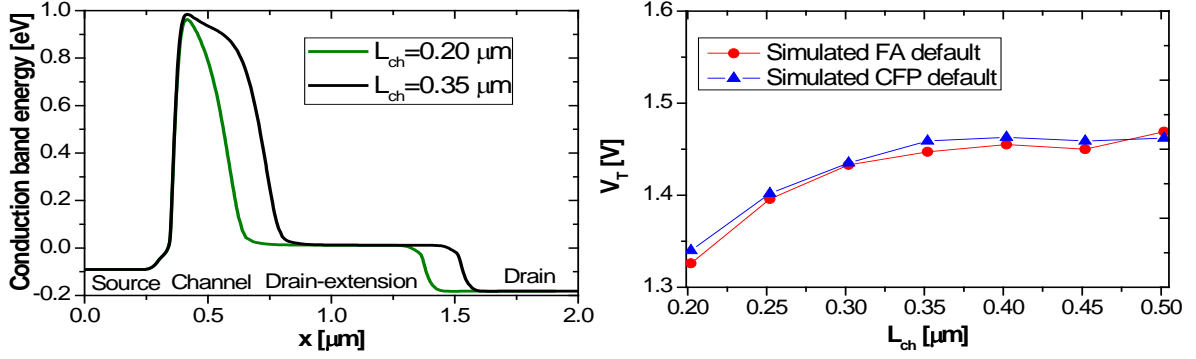 Conduction band energy [eV]
1.0
0.8
0.6
0.4
0.2
0.0
-0.2
L_ch=0.20 μm
L_ch=0.35 μm
Source
Channel
Drain-extension
Drain
0.0
0.5
1.0
1.5
2.0
x [μm]
V_T [V]
1.6
1.5
1.4
1.3
Simulated FA default
Simulated CFP default
0.20
0.25
0.30
0.35
0.40
0.45
0.50
L_ch [μm]